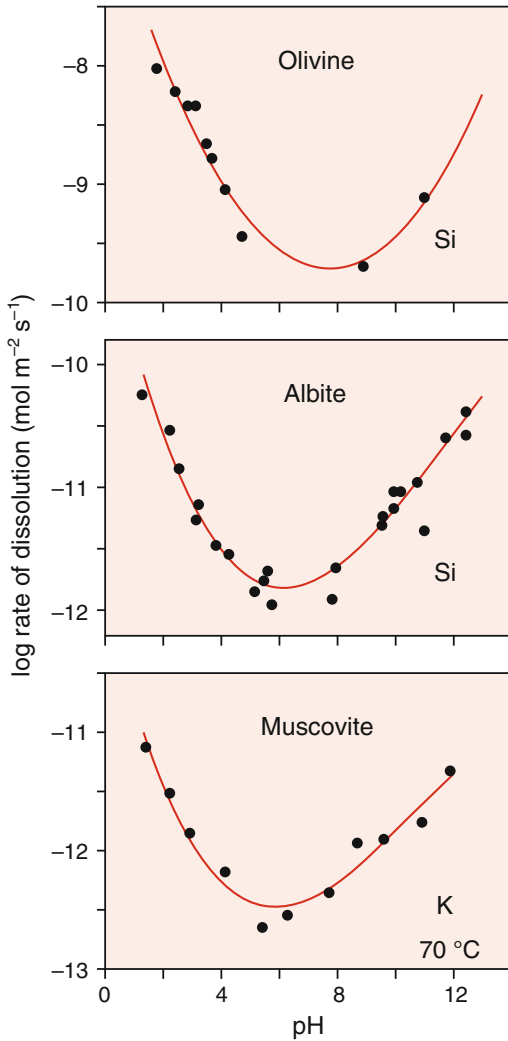 −8
Olivine
−9
Si
−10
−10
Albite
−11
Si
−12
log rate of dissolution (mol m⁻² s⁻¹)
−11
Muscovite
−12
K
70 °C
−13
0 4 8 12
pH